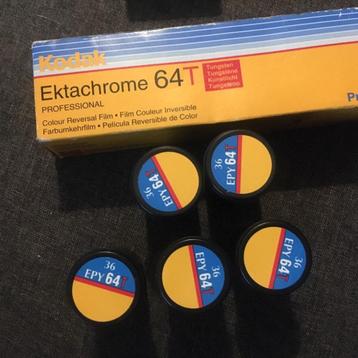 Kodak
Ektachrome 64T
Tungsten
Tungstène
Kunstlicht
Tungsteno
PROFESSIONAL
Colour Reversal Film • Film Couleur Inversible
Farbumkehrfilm • Película Reversible de Color
36
EPY 64T
36
EPY 64T
36
EPY 64T
36
EPY 64T
36
EPY 64T